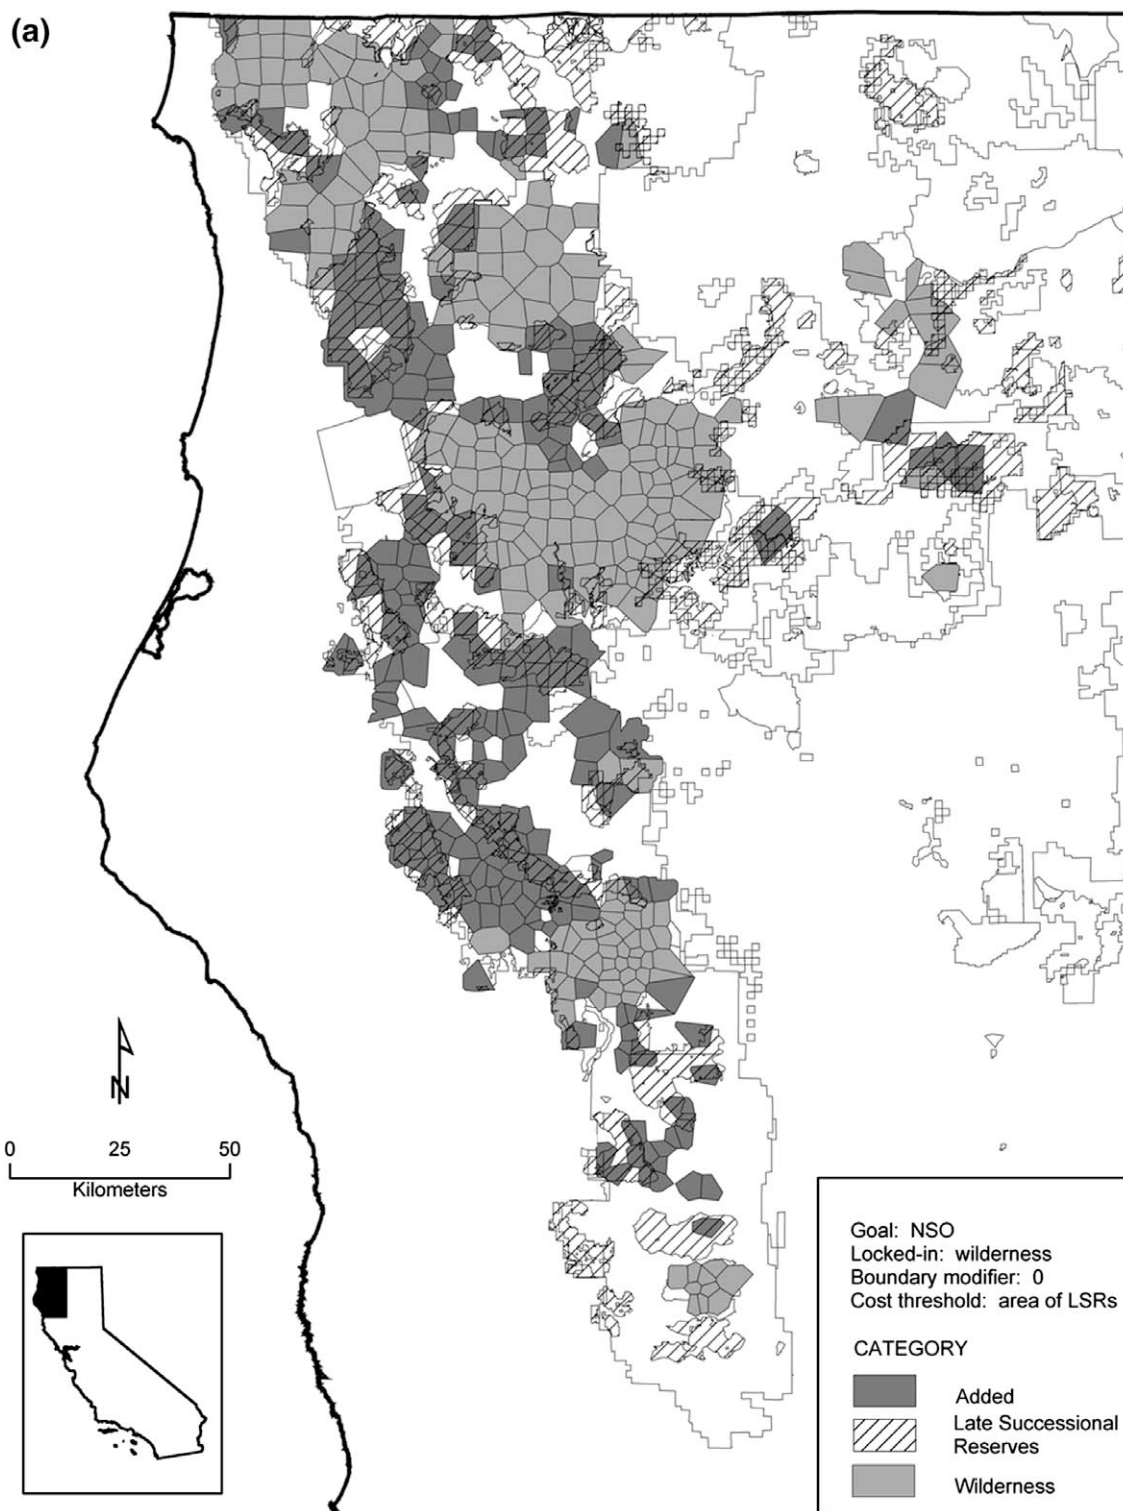 (a)
N
0 25 50
Kilometers
Goal: NSO
Locked-in: wilderness
Boundary modifier: 0
Cost threshold: area of LSRs
CATEGORY
Added
Late Successional
Reserves
Wilderness